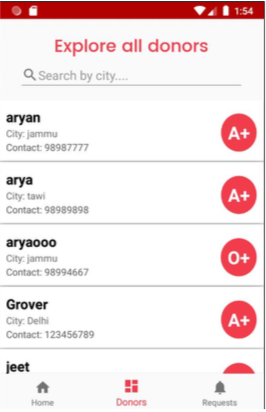 1:54
Explore all donors
Search by city....
aryan
City: jammu
Contact: 98987777
A+
arya
City: tawi
Contact: 98989898
A+
aryaooo
City: jammu
Contact: 98994667
O+
Grover
City: Delhi
Contact: 123456789
A+
jeet
Home
Donors
Requests